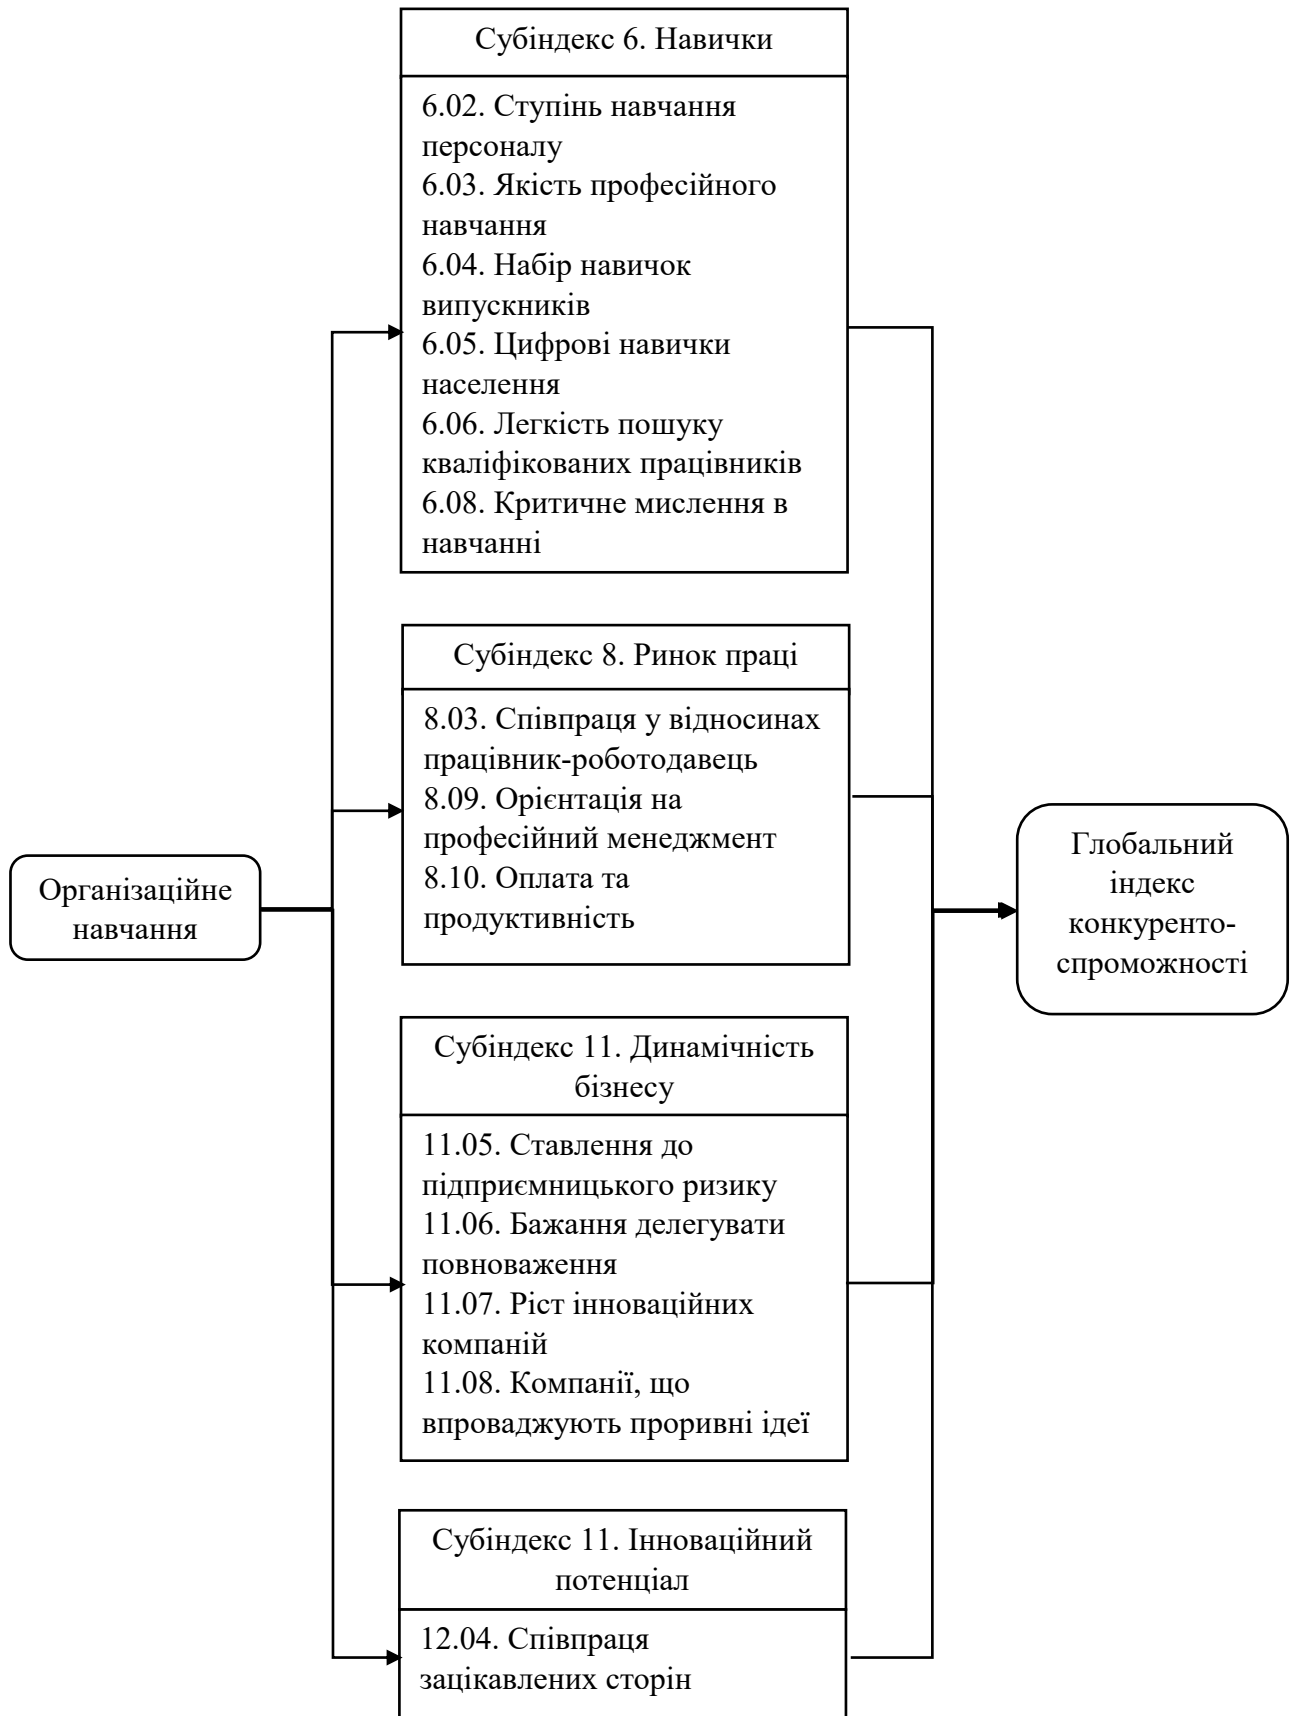 Субіндекс 6. Навички
6.02. Ступінь навчання
персоналу
6.03. Якість професійного
навчання
6.04. Набір навичок
випускників
6.05. Цифрові навички
населення
6.06. Легкість пошуку
кваліфікованих працівників
6.08. Критичне мислення в
навчанні
Субіндекс 8. Ринок праці
8.03. Співпраця у відносинах
працівник-роботодавець
8.09. Орієнтація на
професійний менеджмент
8.10. Оплата та
продуктивність
Організаційне
навчання
Глобальний
індекс
конкуренто-
спроможності
Субіндекс 11. Динамічність
бізнесу
11.05. Ставлення до
підприємницького ризику
11.06. Бажання делегувати
повноваження
11.07. Ріст інноваційних
компаній
11.08. Компанії, що
впроваджують проривні ідеї
Субіндекс 11. Інноваційний
потенціал
12.04. Співпраця
зацікавлених сторін